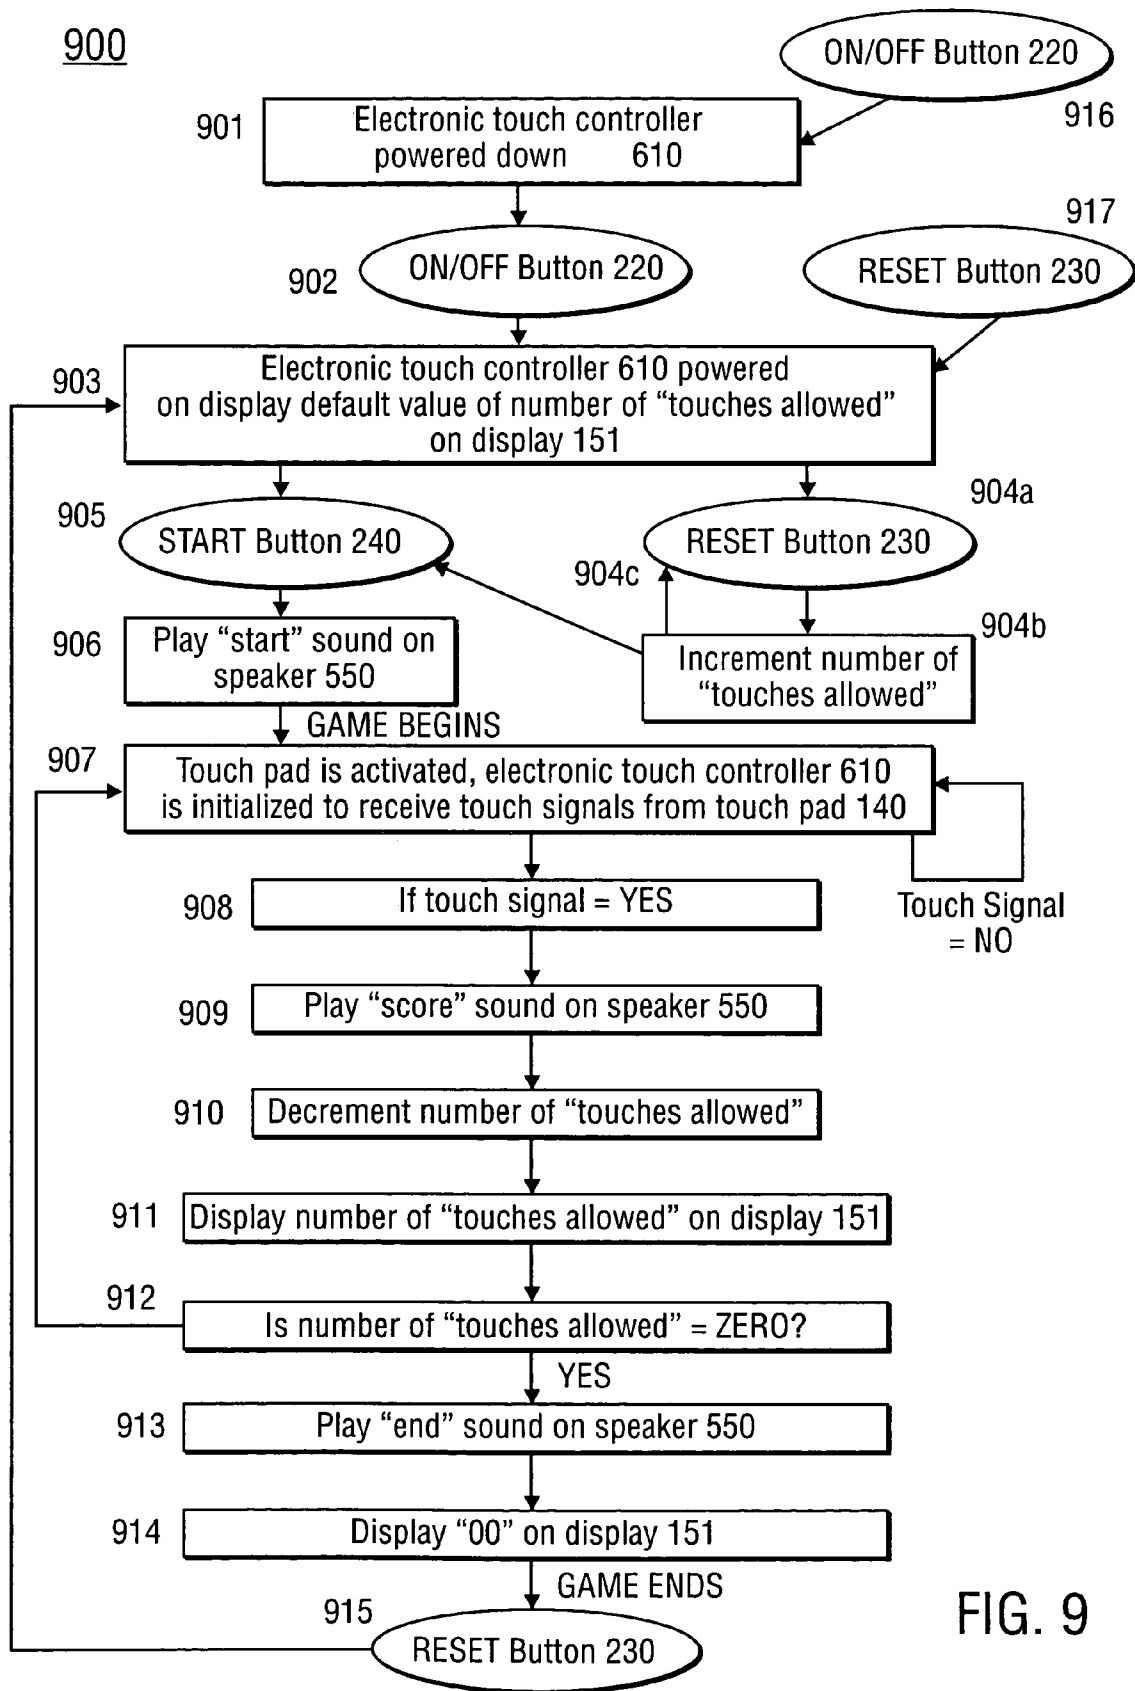 900
ON/OFF Button 220
916
901
Electronic touch controller
powered down 610
917
902
ON/OFF Button 220
RESET Button 230
903
Electronic touch controller 610 powered
on display default value of number of “touches allowed”
on display 151
905
START Button 240
904a
RESET Button 230
904c
906
Play “start” sound on
speaker 550
904b
Increment number of
“touches allowed”
GAME BEGINS
907
Touch pad is activated, electronic touch controller 610
is initialized to receive touch signals from touch pad 140
908
If touch signal = YES
Touch Signal
= NO
909
Play “score” sound on speaker 550
910
Decrement number of “touches allowed”
911
Display number of “touches allowed” on display 151
912
Is number of “touches allowed” = ZERO?
YES
913
Play “end” sound on speaker 550
914
Display “00” on display 151
GAME ENDS
915
RESET Button 230
FIG. 9